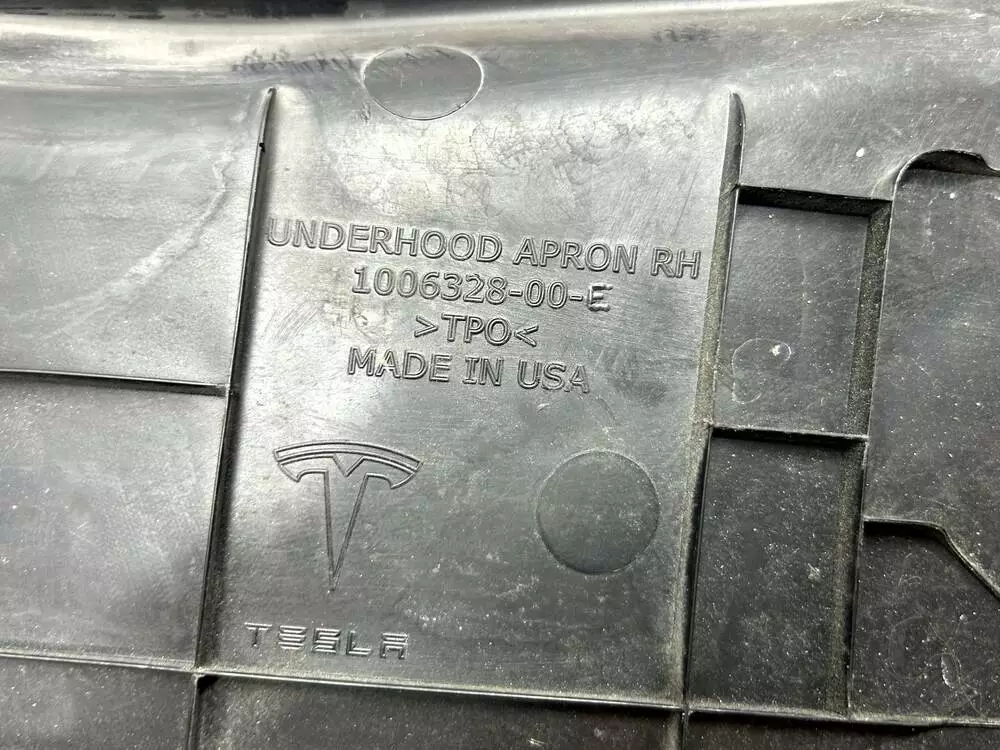 UNDERHOOD APRON RH
1006328-00-E
>TPO<
MADE IN USA
TESLA